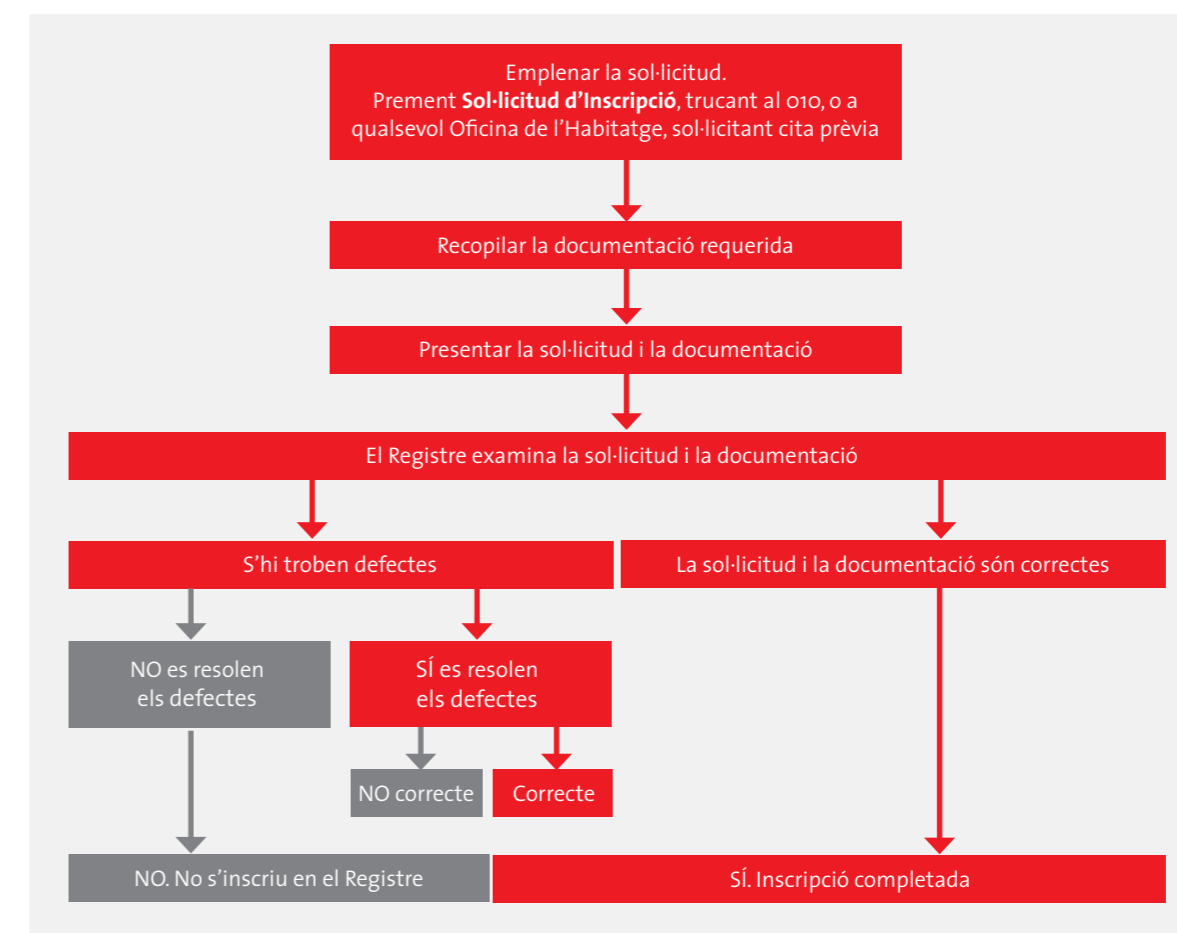 Emplenar la sol·licitud.
Prement Sol·licitud d'Inscripció, trucant al 010, o a
qualsevol Oficina de l'Habitatge, sol·licitant cita prèvia
Recopilar la documentació requerida
Presentar la sol·licitud i la documentació
El Registre examina la sol·licitud i la documentació
S'hi troben defectes
La sol·licitud i la documentació són correctes
NO es resolen
els defectes
SÍ es resolen
els defectes
NO correcte
Correcte
NO. No s'inscriu en el Registre
SÍ. Inscripció completada